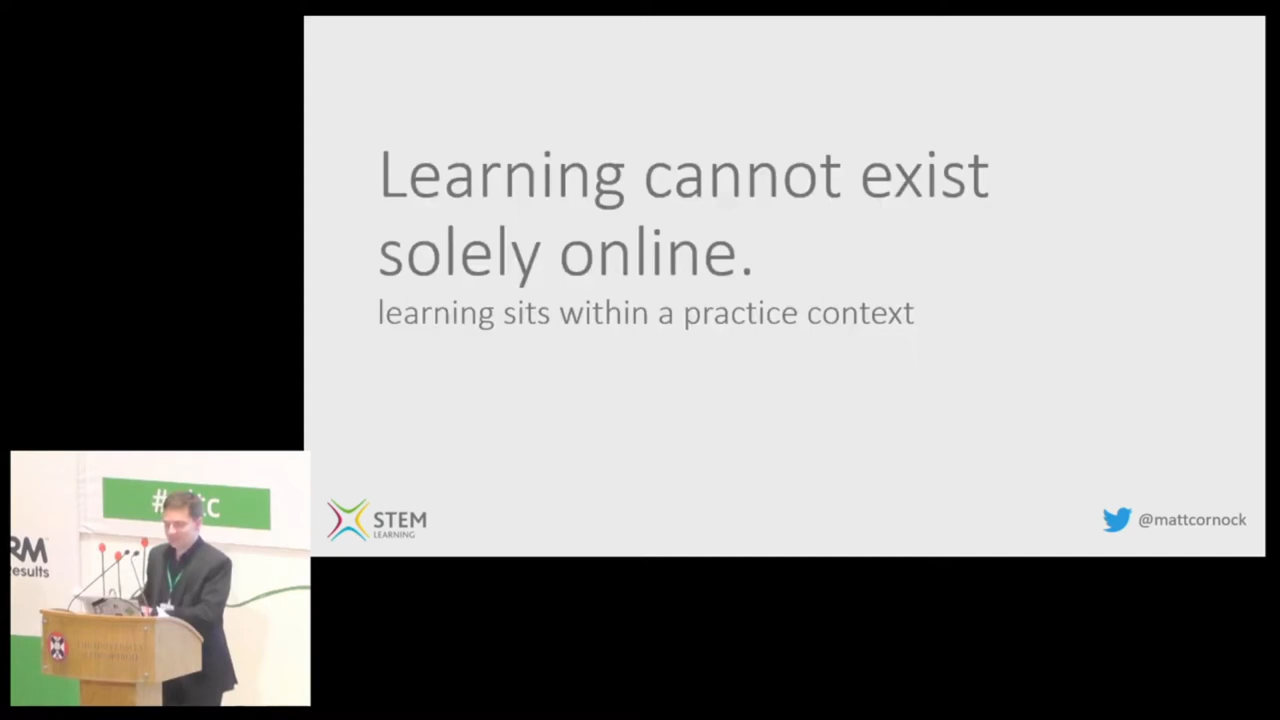 Learning cannot exist
solely online.
learning sits within a practice context
STEM
LEARNING
@mattcornock